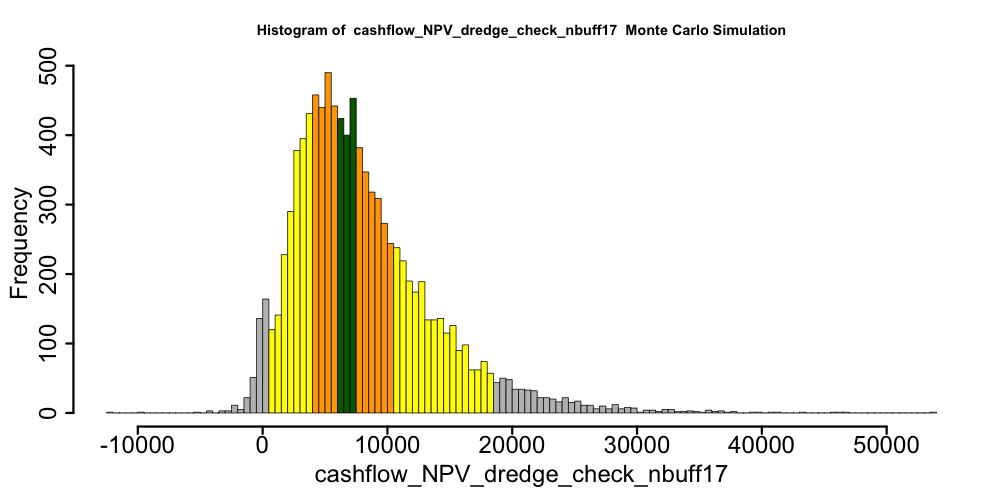 Histogram of cashflow_NPV_dredge_check_nbuff17 Monte Carlo Simulation
Frequency
500
400
300
200
100
0
-10000 0 10000 20000 30000 40000 50000
cashflow_NPV_dredge_check_nbuff17